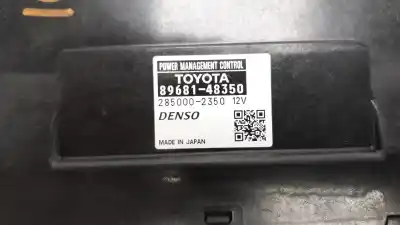 POWER MANAGEMENT CONTROL
TOYOTA
89681-48350
285000-2350 12V
DENSO
MADE IN JAPAN